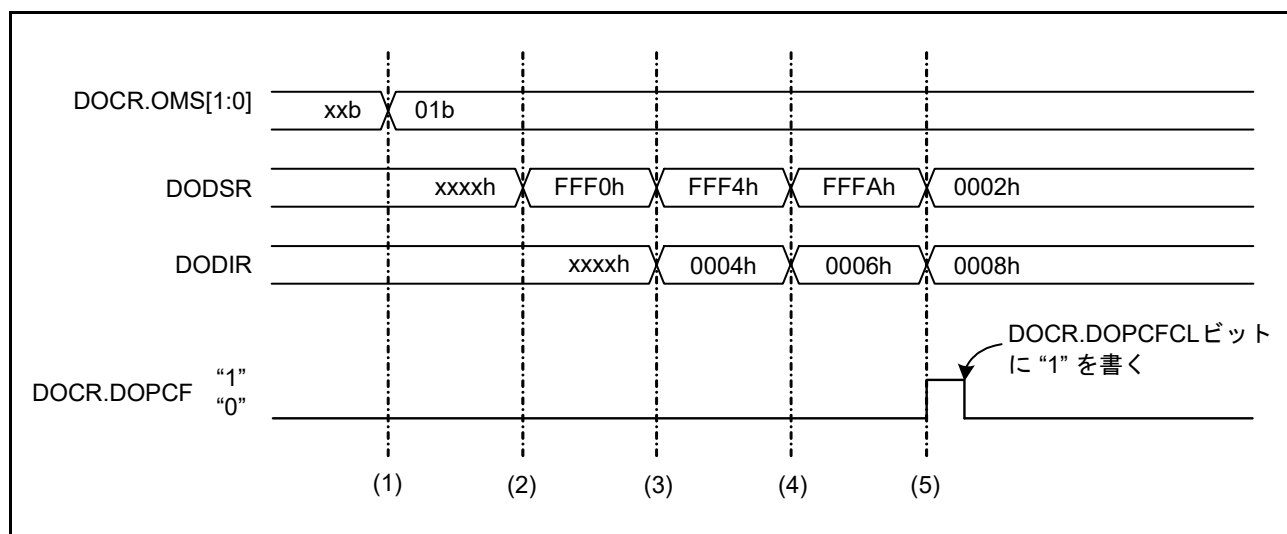 DOCR.OMS[1:0] xxb 01b
DODSR xxxxh FFF0h FFF4h FFFAh 0002h
DODIR xxxxh 0004h 0006h 0008h
DOCR.DOPCFCLビット
に “1” を書く
DOCR.DOPCF “1”
“0”
(1) (2) (3) (4) (5)